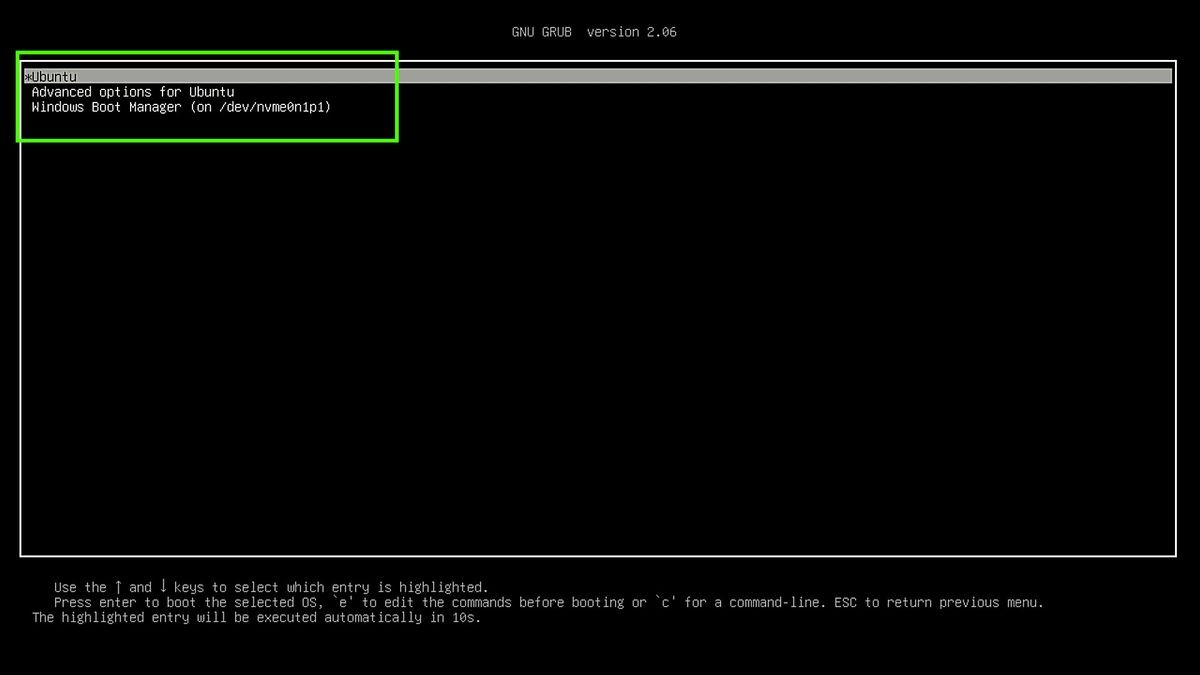 GNU GRUB  version 2.06
*Ubuntu
Advanced options for Ubuntu
Windows Boot Manager (on /dev/nvme0n1p1)
Use the ↑ and ↓ keys to select which entry is highlighted.
Press enter to boot the selected OS, `e' to edit the commands before booting or `c' for a command-line. ESC to return previous menu.
The highlighted entry will be executed automatically in 10s.